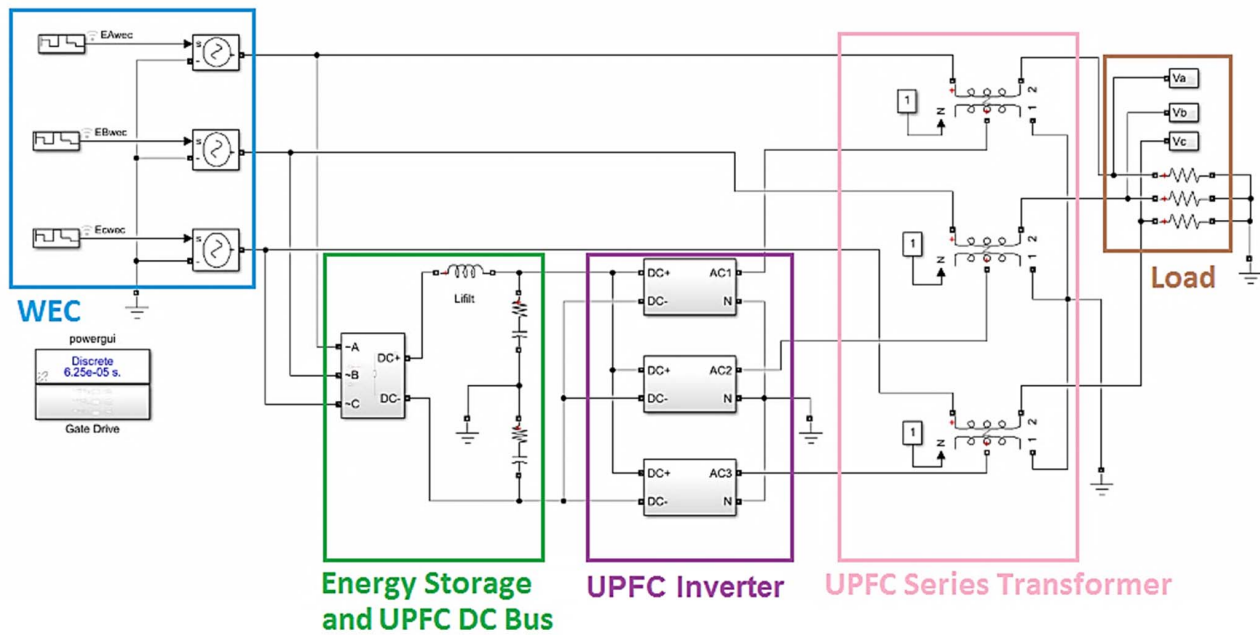 EAwec
s
-
EBwec
s
-
Ecwec
s
-
WEC
powergui
Discrete
6.25e-05 s.
Gate Drive
~A
~B
~C
DC+
DC-
Lifilt
Energy Storage
and UPFC DC Bus
DC+ AC1
DC- N
DC+ AC2
DC- N
DC+ AC3
DC- N
UPFC Inverter
1
N
+
2
1
1
N
+
2
1
1
N
+
2
1
UPFC Series Transformer
Va
Vb
Vc
Load